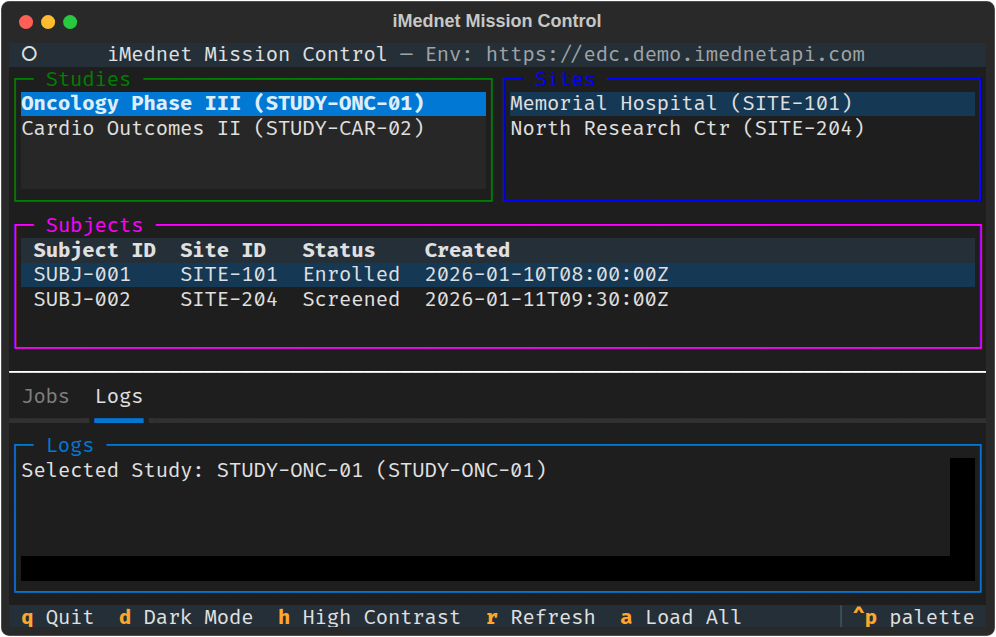 iMednet Mission Control
O iMednet Mission Control — Env: https://edc.demo.imednetapi.com
Studies
Oncology Phase III (STUDY-ONC-01)
Cardio Outcomes II (STUDY-CAR-02)
Sites
Memorial Hospital (SITE-101)
North Research Ctr (SITE-204)
Subjects
Subject ID Site ID Status Created
SUBJ-001 SITE-101 Enrolled 2026-01-10T08:00:00Z
SUBJ-002 SITE-204 Screened 2026-01-11T09:30:00Z
Jobs Logs
Logs
Selected Study: STUDY-ONC-01 (STUDY-ONC-01)
q Quit d Dark Mode h High Contrast r Refresh a Load All ^p palette